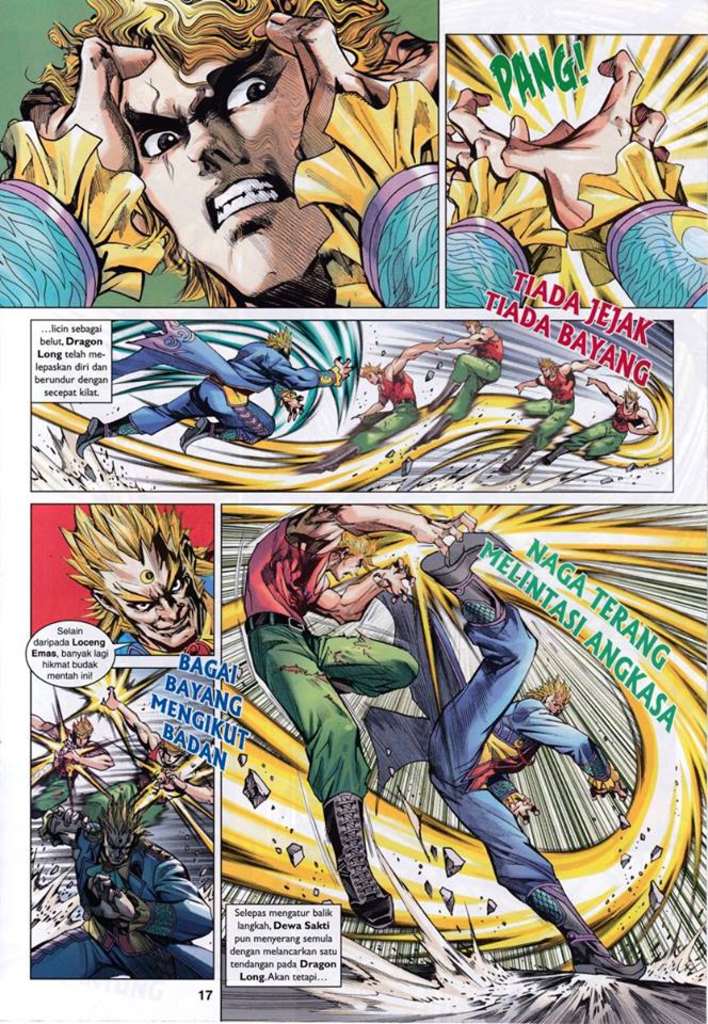 PANG!
TIADA JEJAK
TIADA BAYANG
...licin sebagai
belut, Dragon
Long telah me-
lepaskan diri dan
berundur dengan
secepat kilat.
Selain
daripada Loceng
Emas, banyak lagi
hikmat budak
mentah ini!
BAGAI
BAYANG
MENGIKUT
BADAN
NAGA TERANG
MELINTASI ANGKASA
Selepas mengatur balik
langkah, Dewa Sakti
pun menyerang semula
dengan melancarkan satu
tendangan pada Dragon
Long. Akan tetapi...
17